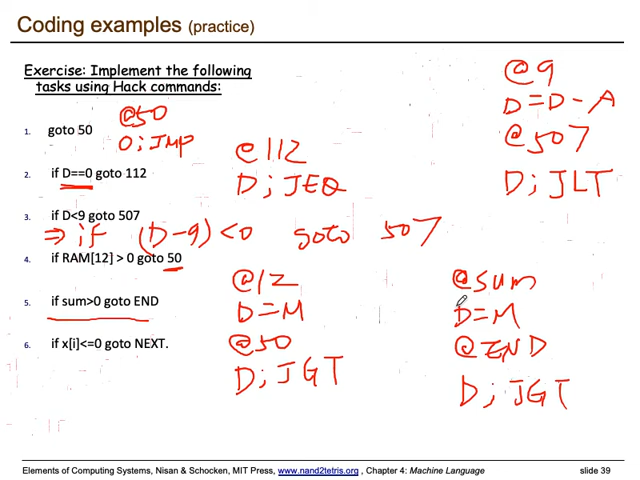 Coding examples (practice)
Exercise: Implement the following
tasks using Hack commands:
1. goto 50
@50
0; JMP
2. if D==0 goto 112
@112
D; JEQ
3. if D<9 goto 507
⇒ if (D-9) <0 goto 507
@9
D=D-A
@507
D; JLT
4. if RAM[12] > 0 goto 50
@12
D=M
@50
D; JGT
5. if sum>0 goto END
@sum
D=M
@END
D; JGT
6. if x[i]<=0 goto NEXT.
Elements of Computing Systems, Nisan & Schocken, MIT Press, www.nand2tetris.org , Chapter 4: Machine Language slide 39